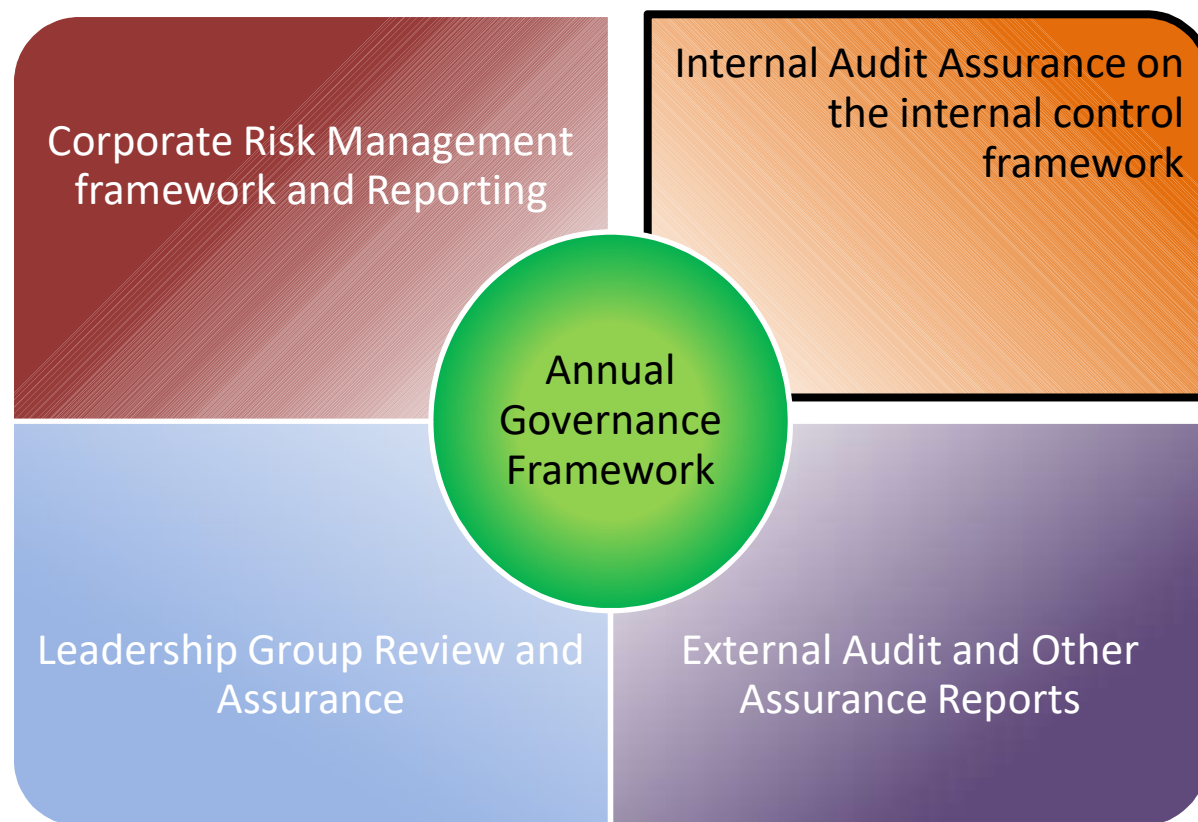 Corporate Risk Management
framework and Reporting
Internal Audit Assurance on
the internal control
framework
Annual
Governance
Framework
Leadership Group Review and
Assurance
External Audit and Other
Assurance Reports